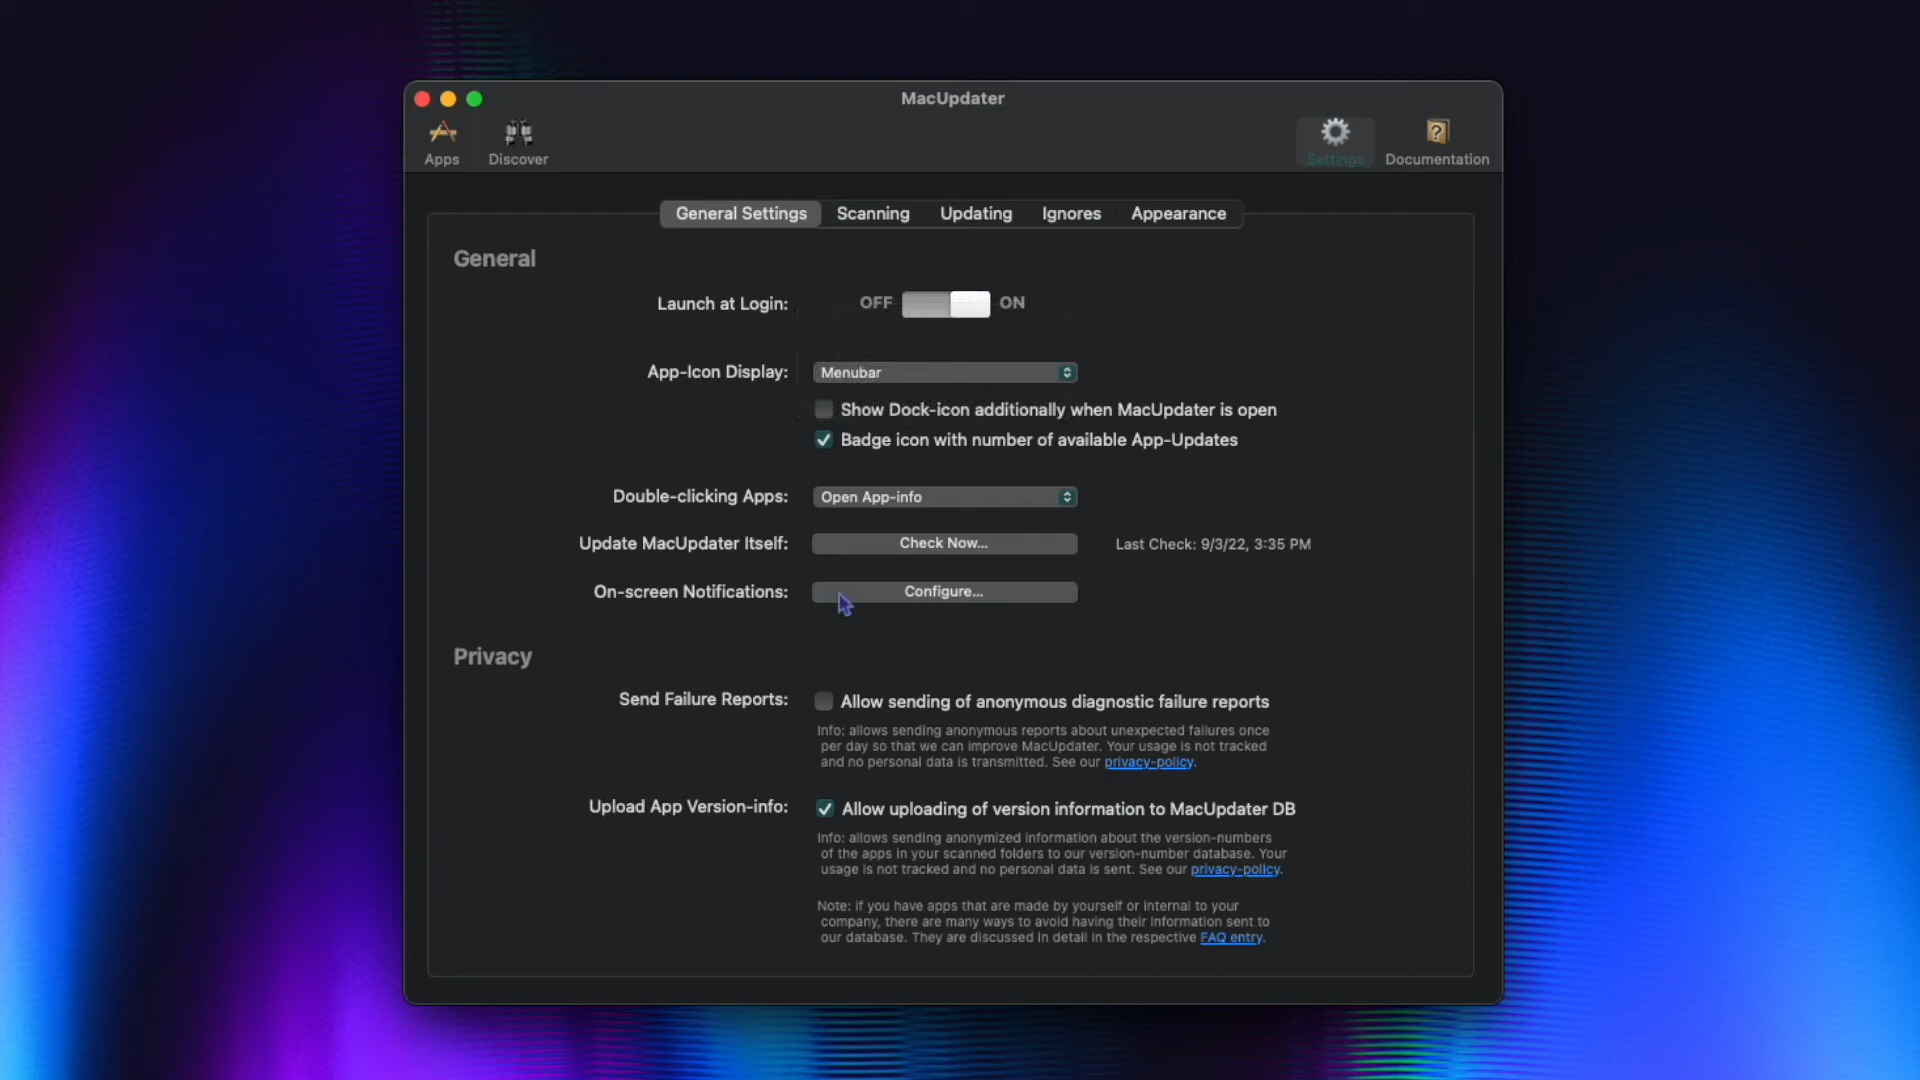 MacUpdater
Apps
Discover
Settings
Documentation
General Settings
Scanning
Updating
Ignores
Appearance
General
Launch at Login:
OFF
ON
App-Icon Display:
Menubar
Show Dock-icon additionally when MacUpdater is open
Badge icon with number of available App-Updates
Double-clicking Apps:
Open App-info
Update MacUpdater Itself:
Check Now...
Last Check: 9/3/22, 3:35 PM
On-screen Notifications:
Configure...
Privacy
Send Failure Reports:
Allow sending of anonymous diagnostic failure reports
Info: allows sending anonymous reports about unexpected failures once
per day so that we can improve MacUpdater. Your usage is not tracked
and no personal data is transmitted. See our privacy-policy.
Upload App Version-info:
Allow uploading of version information to MacUpdater DB
Info: allows sending anonymized information about the version-numbers
of the apps in your scanned folders to our version-number database. Your
usage is not tracked and no personal data is sent. See our privacy-policy.
Note: if you have apps that are made by yourself or internal to your
company, there are many ways to avoid having their information sent to
our database. They are discussed in detail in the respective FAQ entry.